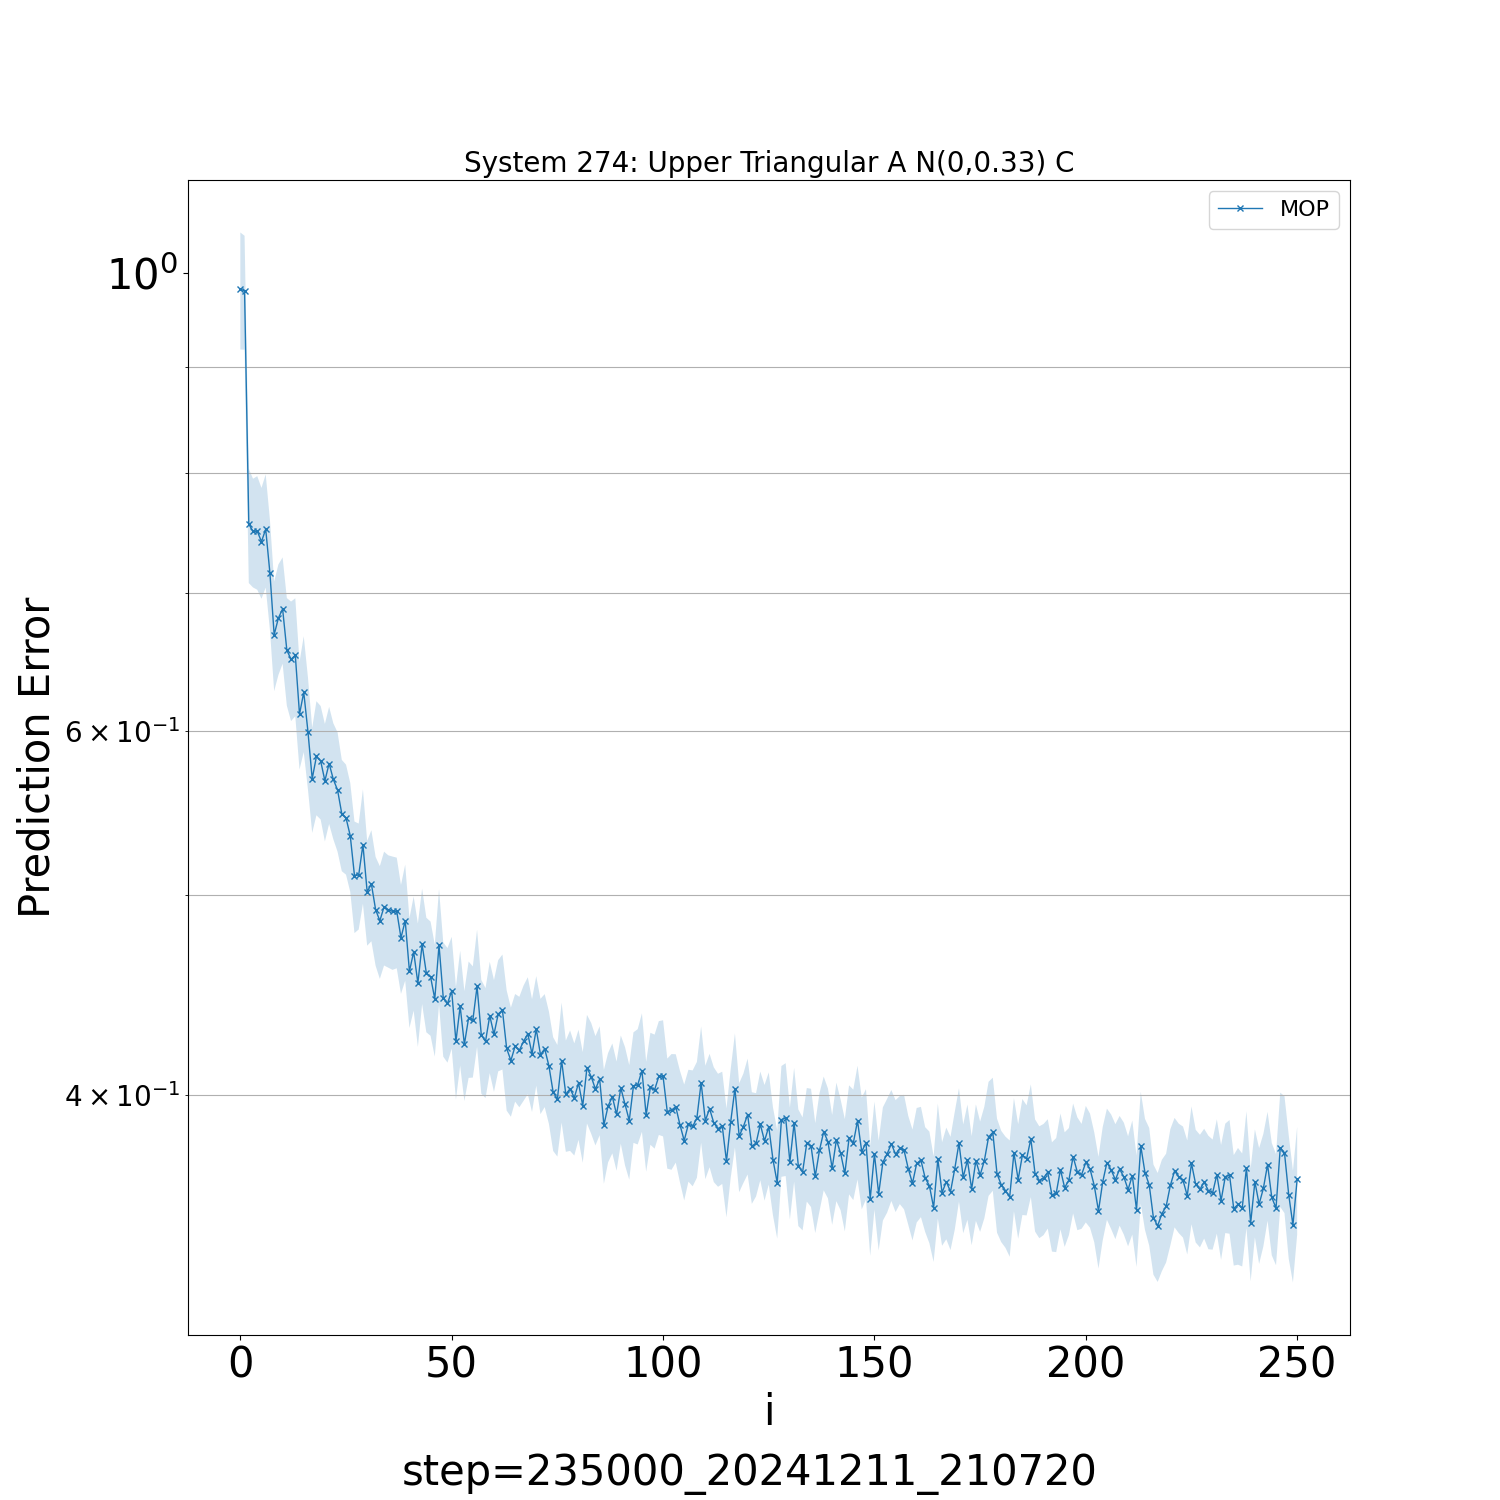 System 274: Upper Triangular A N(0,0.33) C
MOP
10⁰
6 × 10⁻¹
4 × 10⁻¹
Prediction Error
0 50 100 150 200 250
i
step=235000_20241211_210720